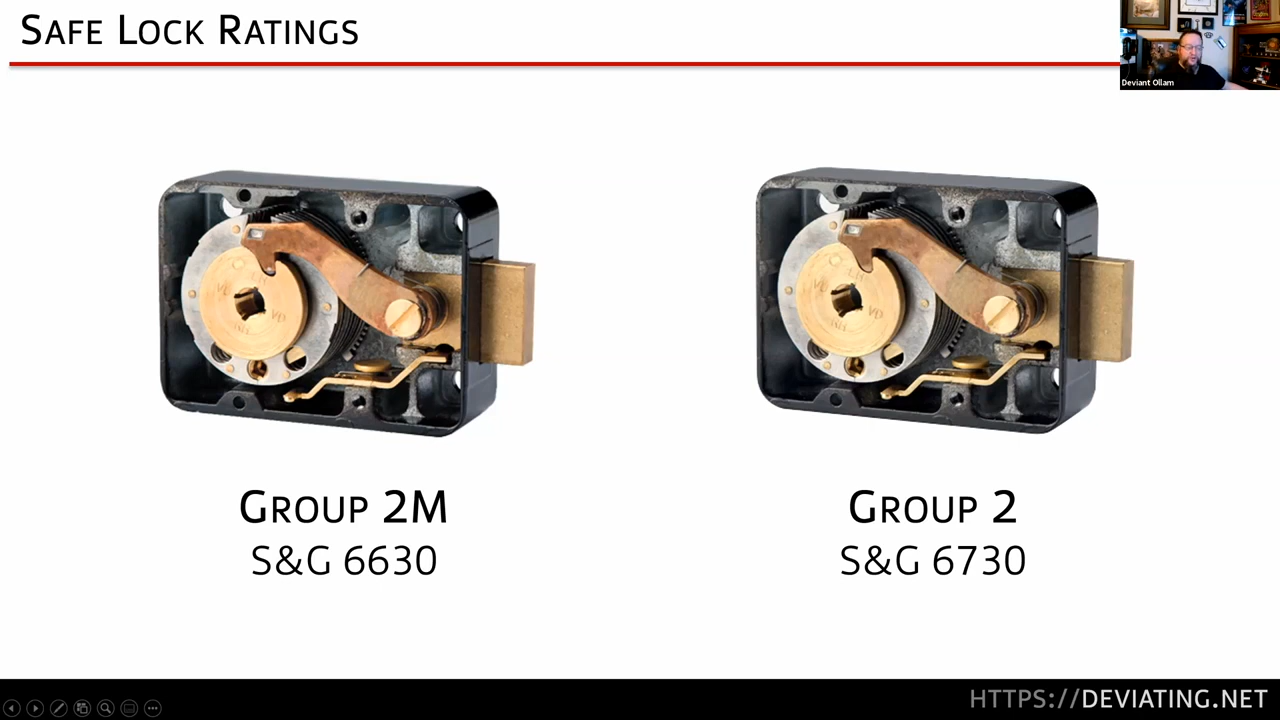 SAFE LOCK RATINGS
Deviant Ollam
GROUP 2M
S&G 6630
GROUP 2
S&G 6730
HTTPS://DEVIATING.NET